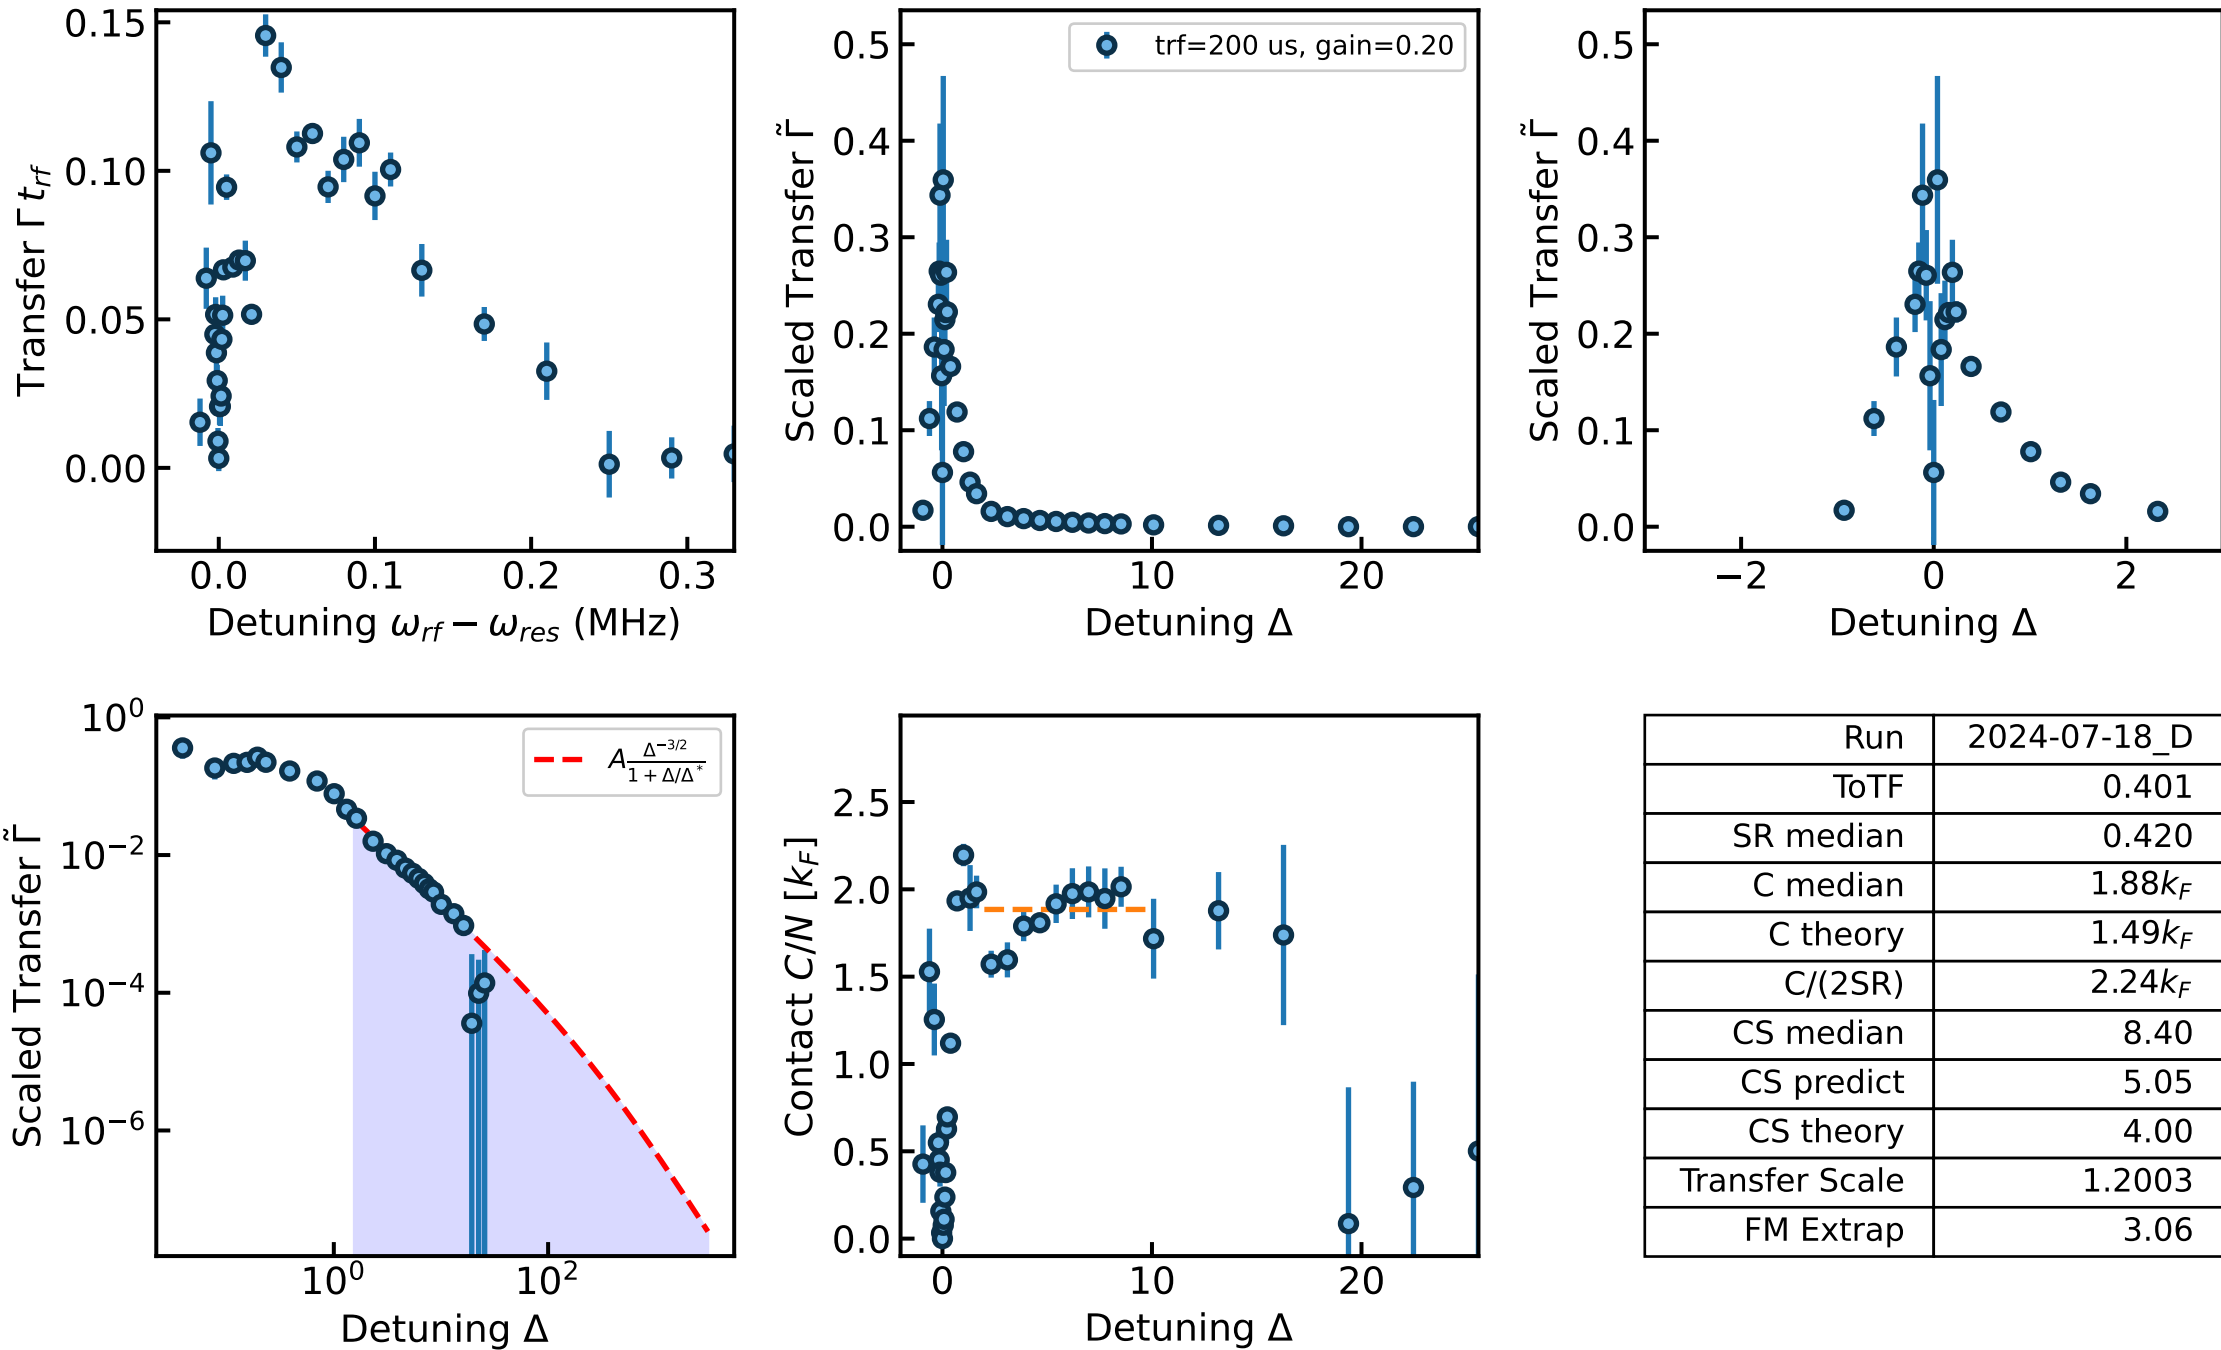 0.15
0.10
0.05
0.00
Transfer Γ t_rf
0.0 0.1 0.2 0.3
Detuning ω_rf − ω_res (MHz)
trf=200 us, gain=0.20
0.5
0.4
0.3
0.2
0.1
0.0
Scaled Transfer Γ̃
0 10 20
Detuning Δ
0.5
0.4
0.3
0.2
0.1
0.0
Scaled Transfer Γ̃
−2 0 2
Detuning Δ
A Δ^{−3/2} / (1 + Δ/Δ^*)
10^0
10^−2
10^−4
10^−6
Scaled Transfer Γ̃
10^0 10^2
Detuning Δ
2.5
2.0
1.5
1.0
0.5
0.0
Contact C/N [k_F]
0 10 20
Detuning Δ
Run 2024-07-18_D
ToTF 0.401
SR median 0.420
C median 1.88k_F
C theory 1.49k_F
C/(2SR) 2.24k_F
CS median 8.40
CS predict 5.05
CS theory 4.00
Transfer Scale 1.2003
FM Extrap 3.06